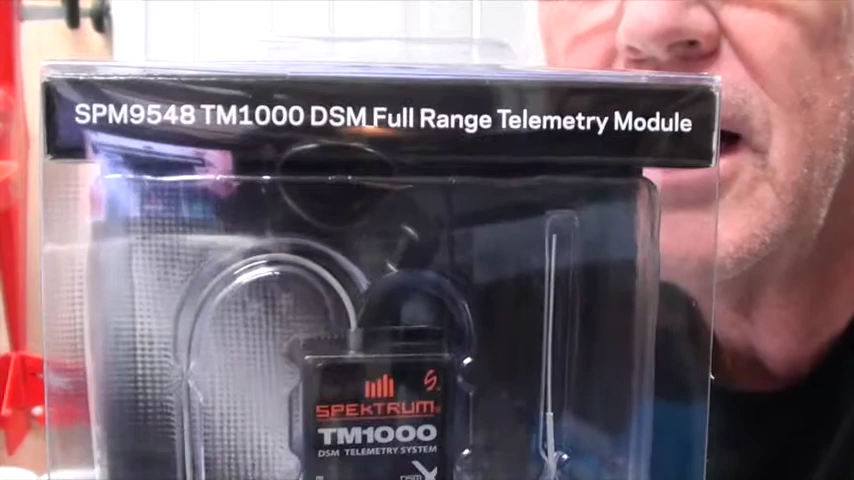 SPM9548 TM1000 DSM Full Range Telemetry Module
SPEKTRUM
TM1000
DSM TELEMETRY SYSTEM